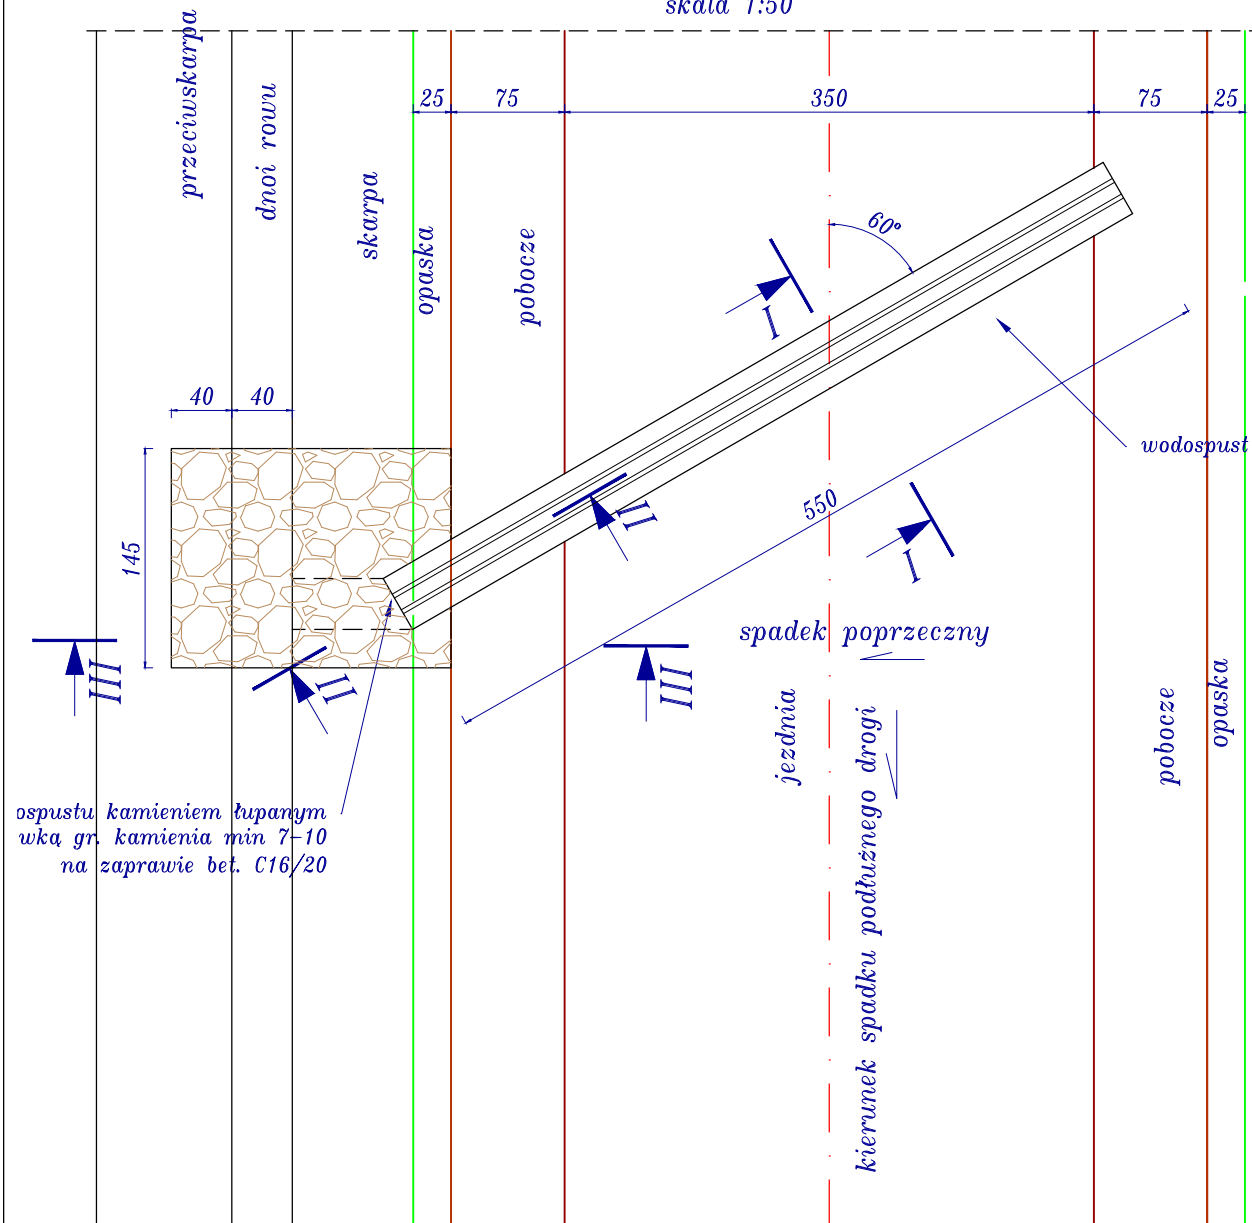 skala 1:50
przeciwskarpa
dnoi rowu
skarpa
opaska
pobocze
25
75
350
75
25
60°
I
40
40
wodospust
145
II
550
I
spadek poprzeczny
III
II
III
jezdnia
kierunek spadku podłużnego drogi
pobocze
opaska
ospustu kamieniem łupanym
wką gr. kamienia min 7-10
na zaprawie bet. C16/20